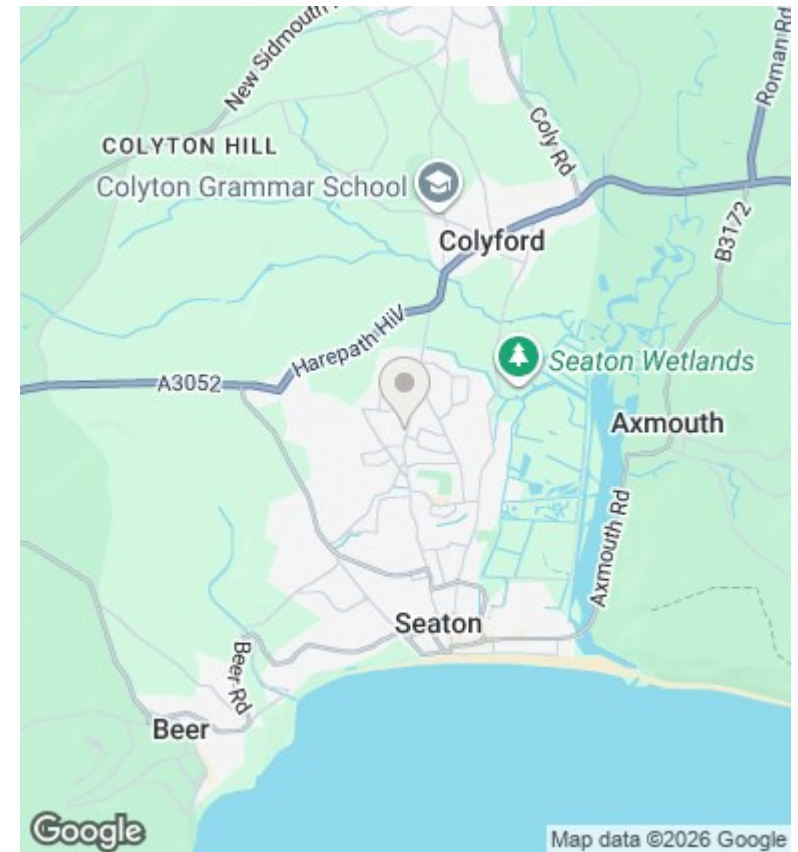 New Sidmouth
Roman Rd
Coly Rd
COLYTON HILL
Colyton Grammar School
Colyford
B3172
Harepath Hil
A3052
Seaton Wetlands
Axmouth
Axmouth Rd
Seaton
Beer Rd
Beer
Google
Map data ©2026 Google